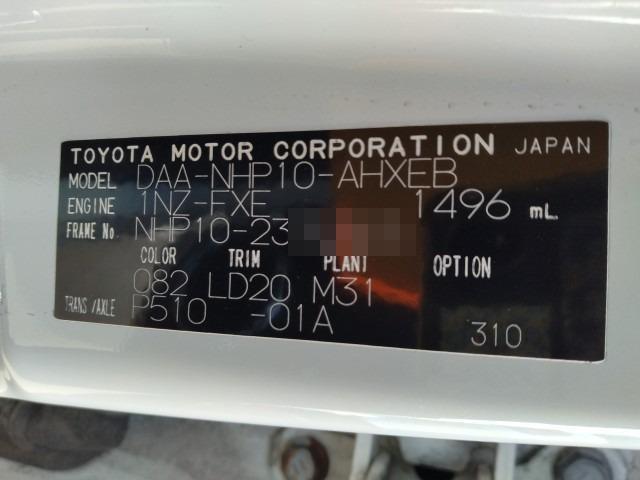 TOYOTA MOTOR CORPORATION JAPAN
MODEL DAA-NHP10-AHXEB
ENGINE 1NZ-FXE 1496 mL.
FRAME No. NHP10-23
COLOR TRIM PLANT OPTION
082 LD20 M31
TRANS/AXLE P510 -01A
310